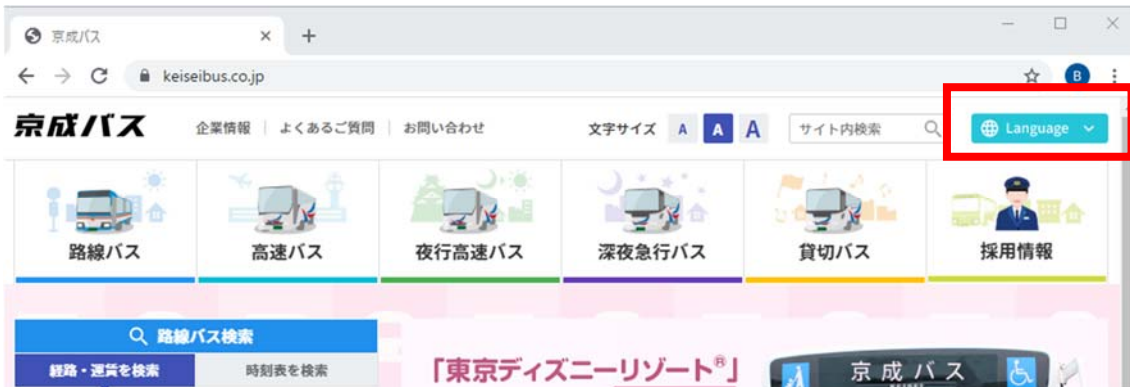 京成バス
keiseibus.co.jp
B
京成バス 企業情報 よくあるご質問 お問い合わせ 文字サイズ A A A サイト内検索 Language
路線バス 高速バス 夜行高速バス 深夜急行バス 貸切バス 採用情報
路線バス検索
経路・運賃を検索 時刻表を検索
「東京ディズニーリゾート®」
京成バス